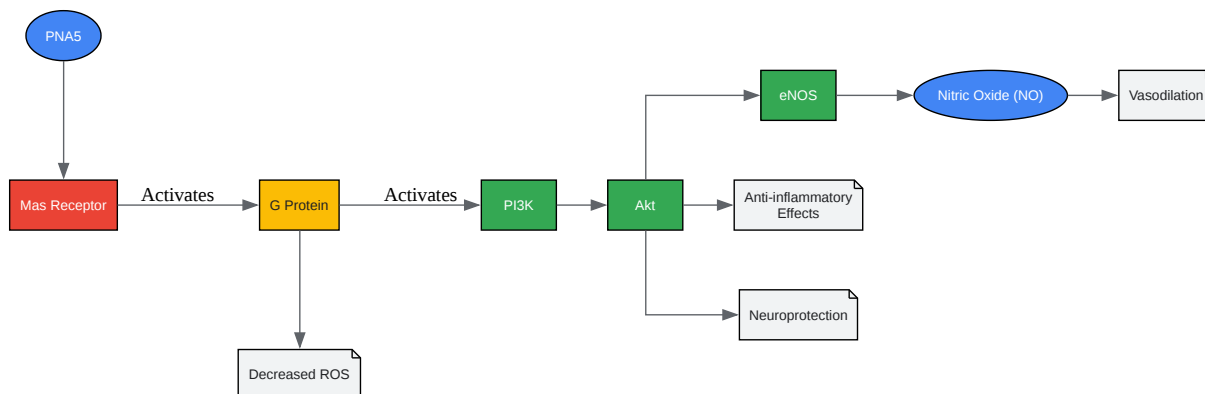 PNA5
eNOS
Nitric Oxide (NO)
Vasodilation
Mas Receptor
Activates
G Protein
Activates
PI3K
Akt
Anti-inflammatory
Effects
Neuroprotection
Decreased ROS